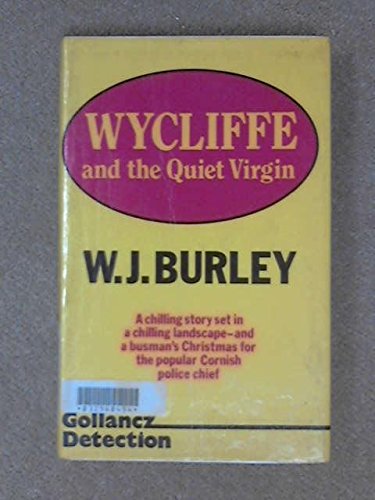 WYCLIFFE
and the Quiet Virgin
W.J.BURLEY
A chilling story set in
a chilling landscape-and
a busman's Christmas for
the popular Cornish
police chief
Gollancz
Detection